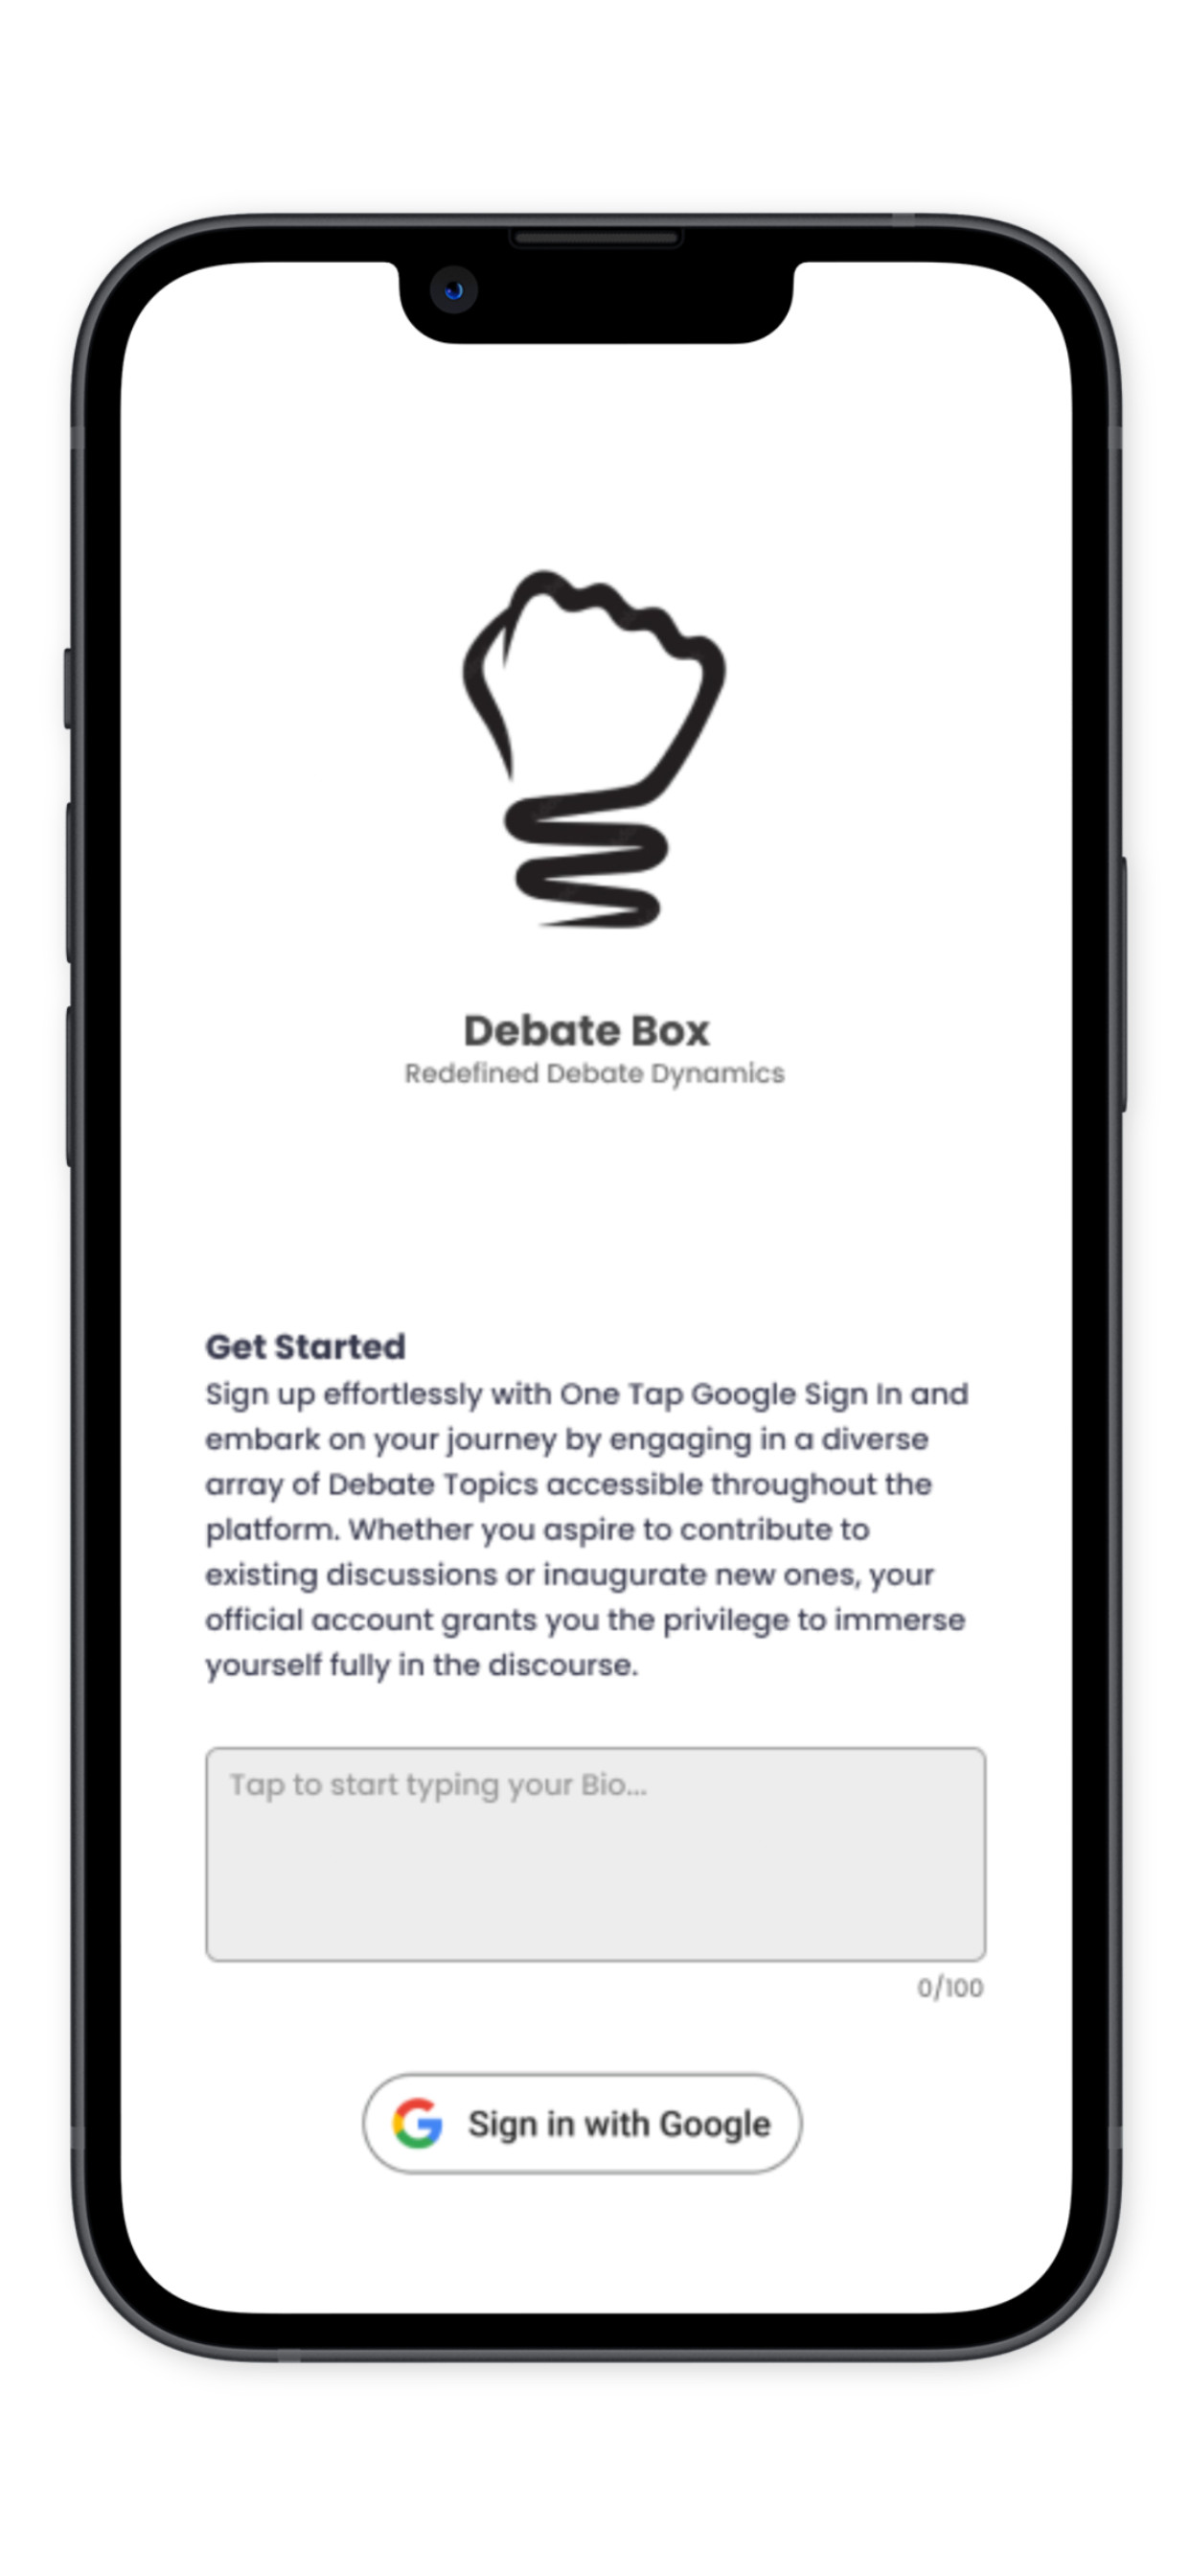 Debate Box
Redefined Debate Dynamics
Get Started
Sign up effortlessly with One Tap Google Sign In and
embark on your journey by engaging in a diverse
array of Debate Topics accessible throughout the
platform. Whether you aspire to contribute to
existing discussions or inaugurate new ones, your
official account grants you the privilege to immerse
yourself fully in the discourse.
Tap to start typing your Bio...
0/100
Sign in with Google